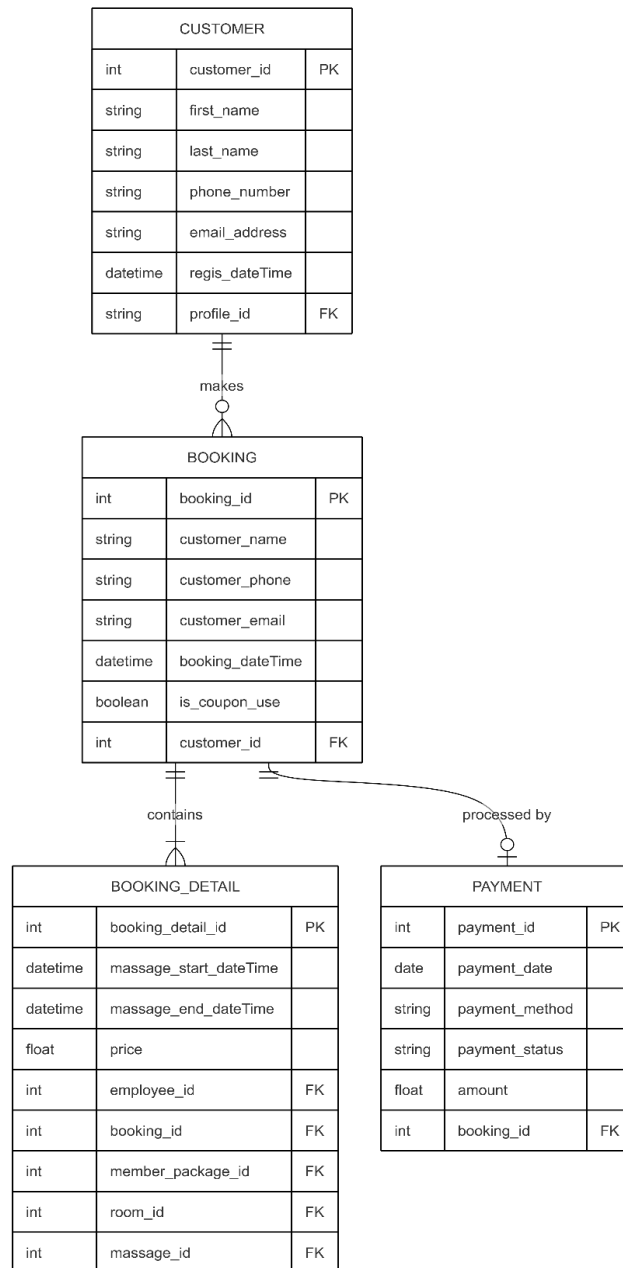 CUSTOMER
int customer_id PK
string first_name
string last_name
string phone_number
string email_address
datetime regis_dateTime
string profile_id FK
makes
BOOKING
int booking_id PK
string customer_name
string customer_phone
string customer_email
datetime booking_dateTime
boolean is_coupon_use
int customer_id FK
contains
processed by
BOOKING_DETAIL
int booking_detail_id PK
datetime massage_start_dateTime
datetime massage_end_dateTime
float price
int employee_id FK
int booking_id FK
int member_package_id FK
int room_id FK
int massage_id FK
PAYMENT
int payment_id PK
date payment_date
string payment_method
string payment_status
float amount
int booking_id FK